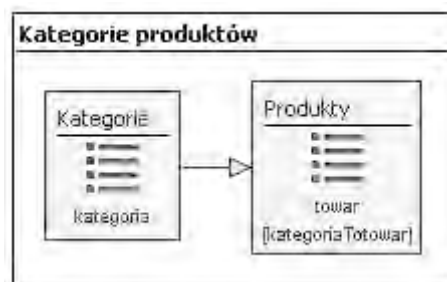 Kategorie produktów
Kategorie
kategoria
Produkty
towar
[kategoriaTotowar]